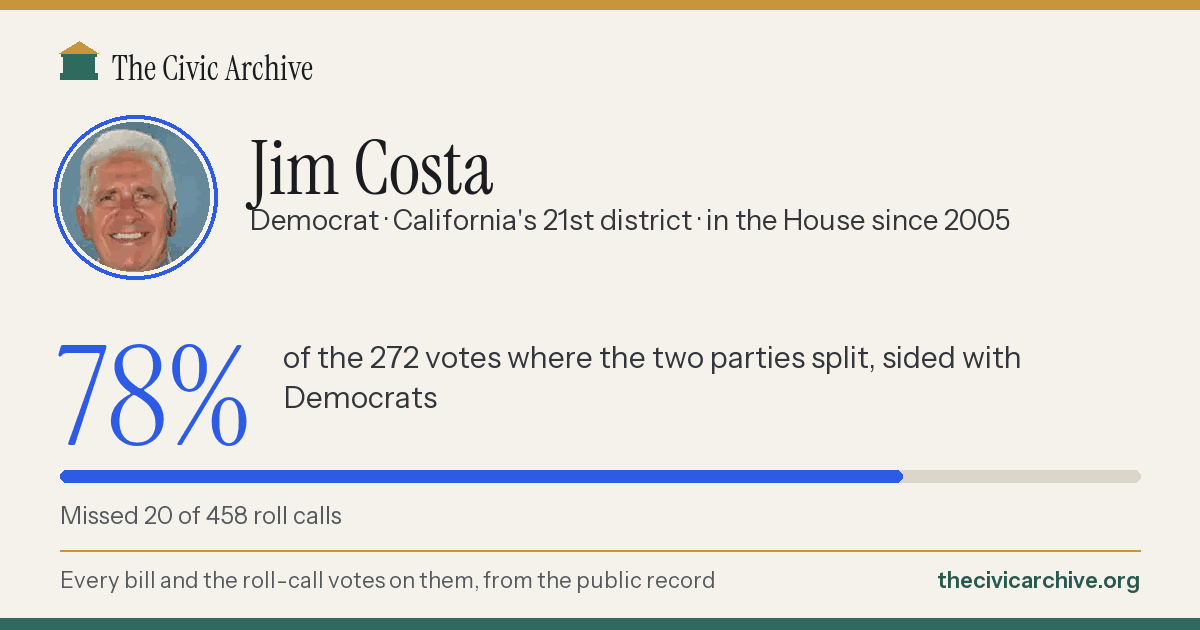 The Civic Archive
Jim Costa
Democrat · California's 21st district · in the House since 2005
78%
of the 272 votes where the two parties split, sided with
Democrats
Missed 20 of 458 roll calls
Every bill and the roll-call votes on them, from the public record
thecivicarchive.org